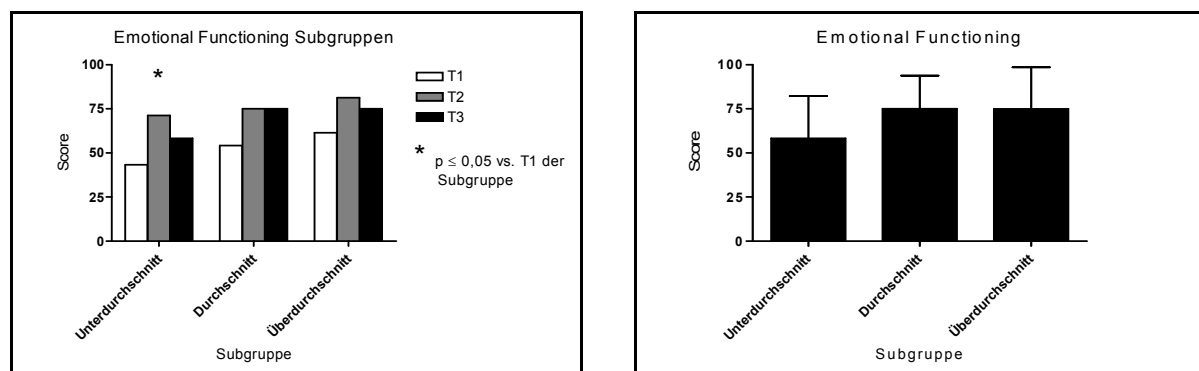 Emotional Functioning Subgruppen
100
75
50
25
0
Score
*
T1
T2
T3
* p ≤ 0,05 vs. T1 der
Subgruppe
Unterdurchschnitt
Durchschnitt
Überdurchschnitt
Subgruppe
Emotional Functioning
100
75
50
25
0
Score
Unterdurchschnitt
Durchschnitt
Überdurchschnitt
Subgruppe